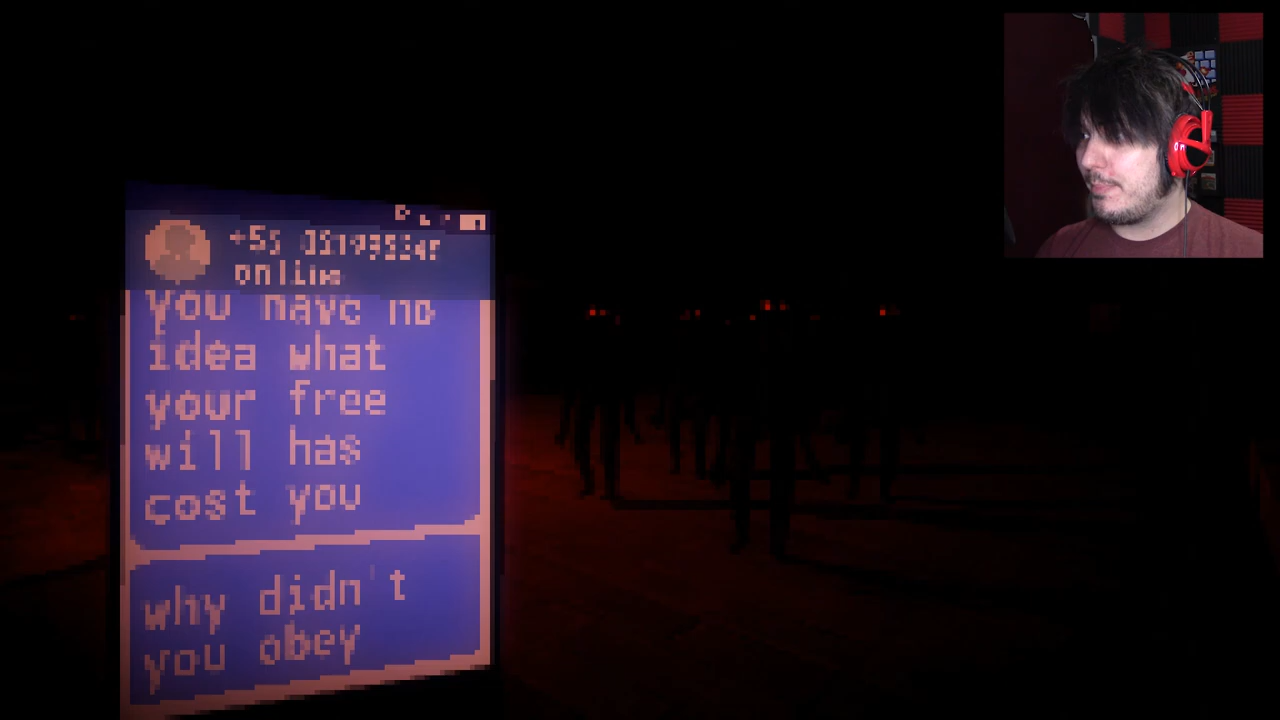 online
you have no
idea what
your free
will has
cost you
why didn't
you obey